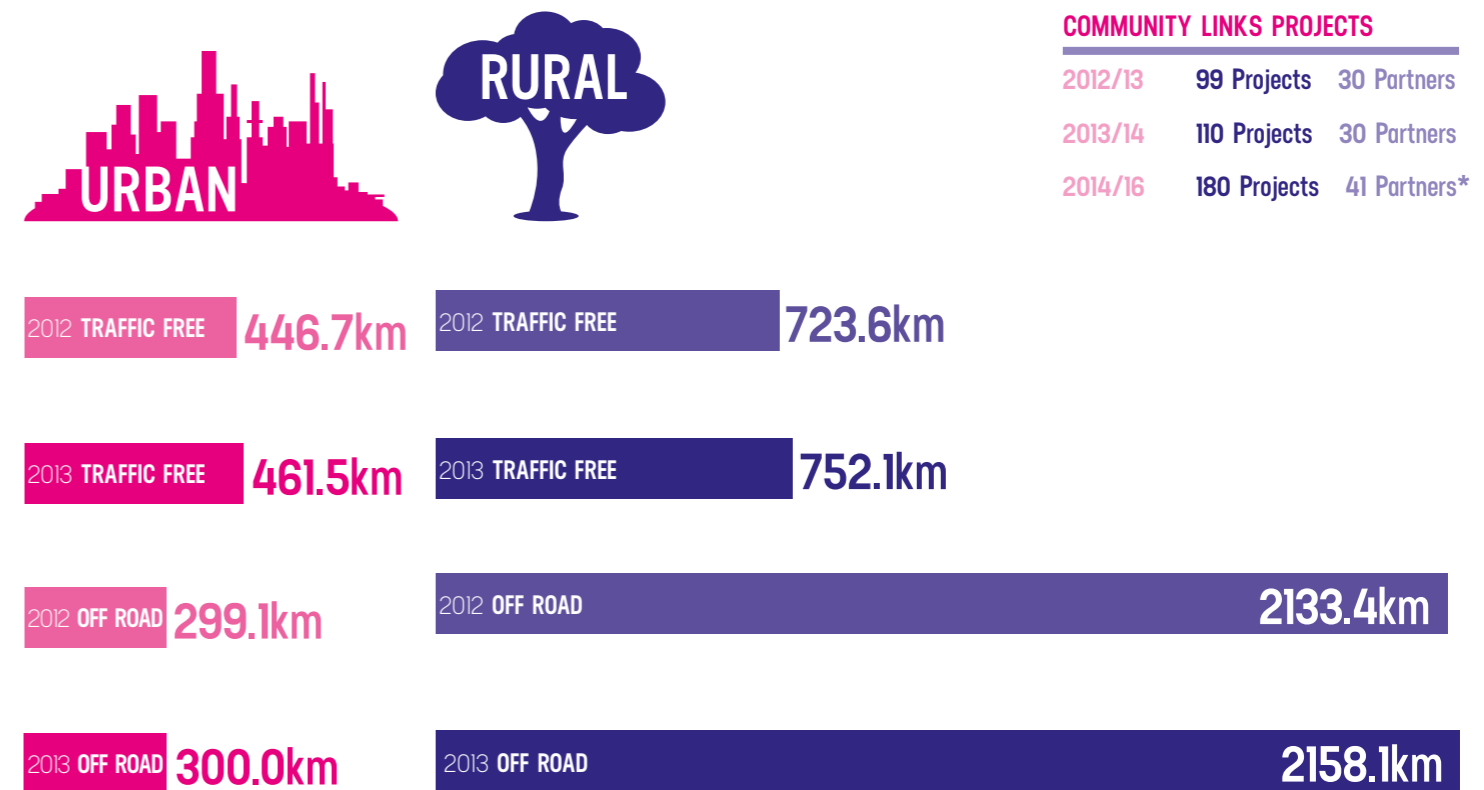 URBAN
RURAL
COMMUNITY LINKS PROJECTS
2012/13 99 Projects 30 Partners
2013/14 110 Projects 30 Partners
2014/16 180 Projects 41 Partners*
2012 TRAFFIC FREE 446.7km
2012 TRAFFIC FREE 723.6km
2013 TRAFFIC FREE 461.5km
2013 TRAFFIC FREE 752.1km
2012 OFF ROAD 299.1km
2012 OFF ROAD 2133.4km
2013 OFF ROAD 300.0km
2013 OFF ROAD 2158.1km